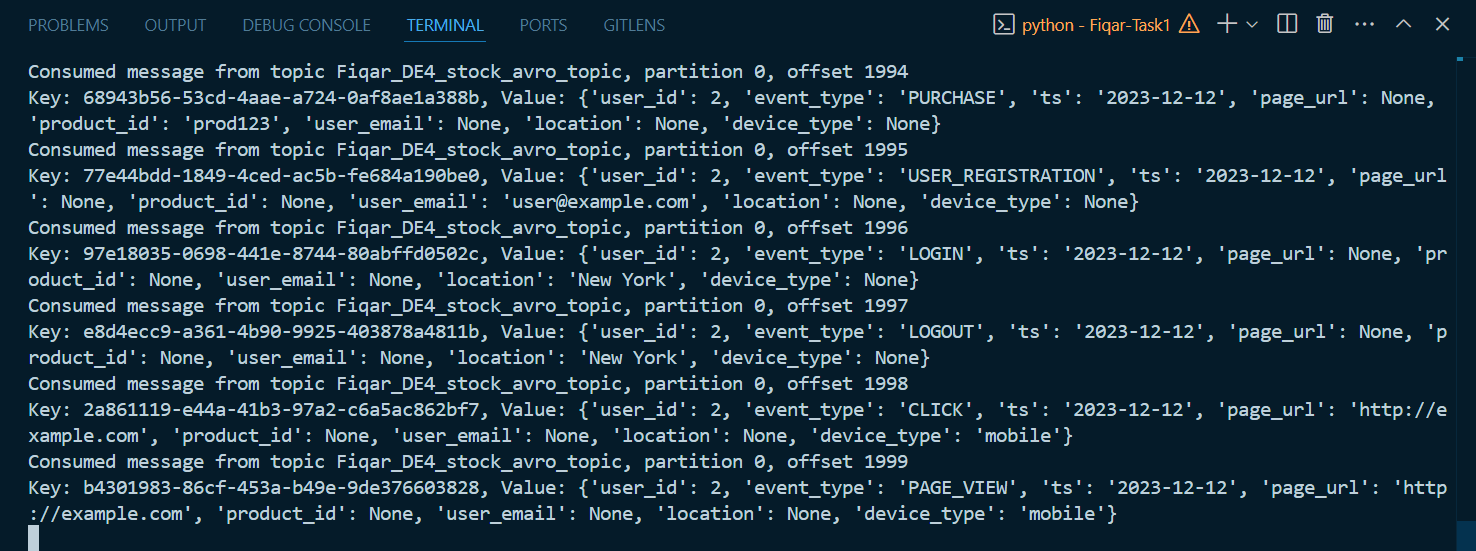 PROBLEMS OUTPUT DEBUG CONSOLE TERMINAL PORTS GITLENS python - Fiqar-Task1
Consumed message from topic Fiqar_DE4_stock_avro_topic, partition 0, offset 1994
Key: 68943b56-53cd-4aae-a724-0af8ae1a388b, Value: {'user_id': 2, 'event_type': 'PURCHASE', 'ts': '2023-12-12', 'page_url': None,
'product_id': 'prod123', 'user_email': None, 'location': None, 'device_type': None}
Consumed message from topic Fiqar_DE4_stock_avro_topic, partition 0, offset 1995
Key: 77e44bdd-1849-4ced-ac5b-fe684a190be0, Value: {'user_id': 2, 'event_type': 'USER_REGISTRATION', 'ts': '2023-12-12', 'page_url
': None, 'product_id': None, 'user_email': 'user@example.com', 'location': None, 'device_type': None}
Consumed message from topic Fiqar_DE4_stock_avro_topic, partition 0, offset 1996
Key: 97e18035-0698-441e-8744-80abffd0502c, Value: {'user_id': 2, 'event_type': 'LOGIN', 'ts': '2023-12-12', 'page_url': None, 'pr
oduct_id': None, 'user_email': None, 'location': 'New York', 'device_type': None}
Consumed message from topic Fiqar_DE4_stock_avro_topic, partition 0, offset 1997
Key: e8d4ecc9-a361-4b90-9925-403878a4811b, Value: {'user_id': 2, 'event_type': 'LOGOUT', 'ts': '2023-12-12', 'page_url': None, 'p
roduct_id': None, 'user_email': None, 'location': 'New York', 'device_type': None}
Consumed message from topic Fiqar_DE4_stock_avro_topic, partition 0, offset 1998
Key: 2a861119-e44a-41b3-97a2-c6a5ac862bf7, Value: {'user_id': 2, 'event_type': 'CLICK', 'ts': '2023-12-12', 'page_url': 'http://e
xample.com', 'product_id': None, 'user_email': None, 'location': None, 'device_type': 'mobile'}
Consumed message from topic Fiqar_DE4_stock_avro_topic, partition 0, offset 1999
Key: b4301983-86cf-453a-b49e-9de376603828, Value: {'user_id': 2, 'event_type': 'PAGE_VIEW', 'ts': '2023-12-12', 'page_url': 'http
://example.com', 'product_id': None, 'user_email': None, 'location': None, 'device_type': 'mobile'}